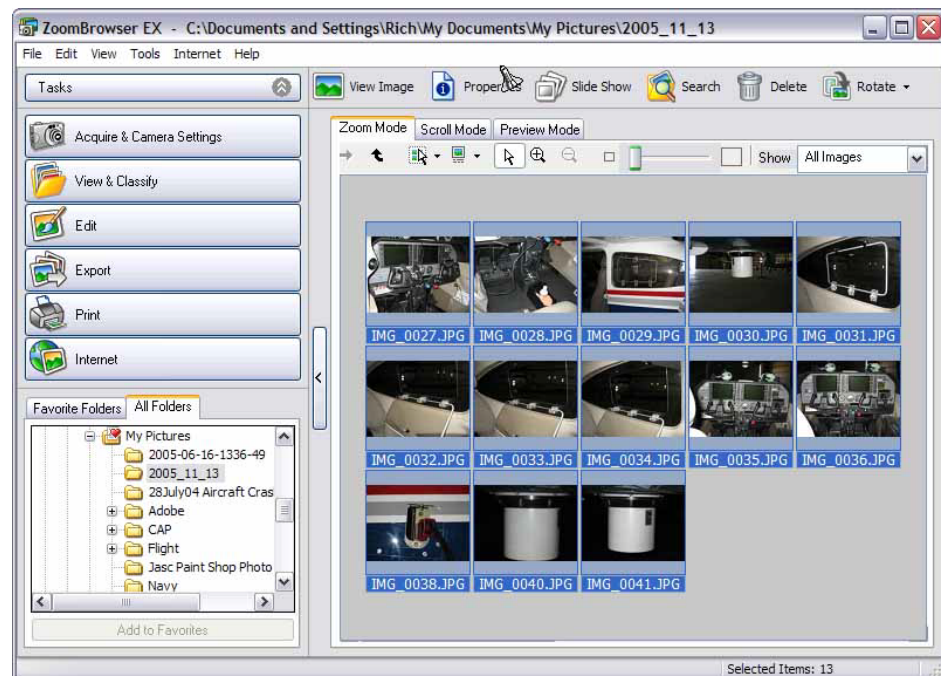 ZoomBrowser EX - C:\Documents and Settings\Rich\My Documents\My Pictures\2005_11_13
File Edit View Tools Internet Help
Tasks
View Image Properties Slide Show Search Delete Rotate
Acquire & Camera Settings
View & Classify
Edit
Export
Print
Internet
Zoom Mode Scroll Mode Preview Mode
Show All Images
IMG_0027.JPG IMG_0028.JPG IMG_0029.JPG IMG_0030.JPG IMG_0031.JPG
IMG_0032.JPG IMG_0033.JPG IMG_0034.JPG IMG_0035.JPG IMG_0036.JPG
IMG_0038.JPG IMG_0040.JPG IMG_0041.JPG
Favorite Folders All Folders
My Pictures
2005-06-16-1336-49
2005_11_13
28July04 Aircraft Cras
Adobe
CAP
Flight
Jasc Paint Shop Photo
Navy
Add to Favorites
Selected Items: 13